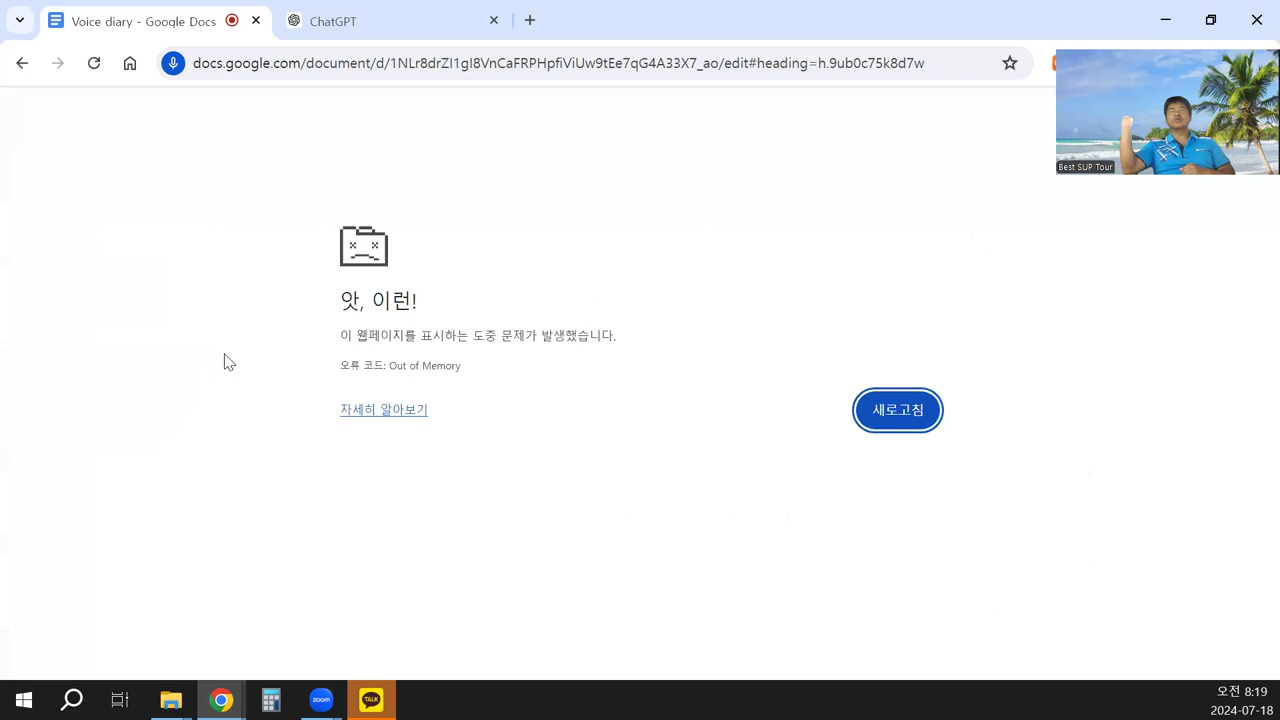 Voice diary - Google Docs
ChatGPT
docs.google.com/document/d/1NLr8drZI1gI8VnCaFRPHpfiViUw9tEe7qG4A33X7_ao/edit#heading=h.9ub0c75k8d7w
Best SUP Tour
앗, 이런!
이 웹페이지를 표시하는 도중 문제가 발생했습니다.
오류 코드: Out of Memory
자세히 알아보기
새로고침
zoom
TALK
오전 8:19
2024-07-18